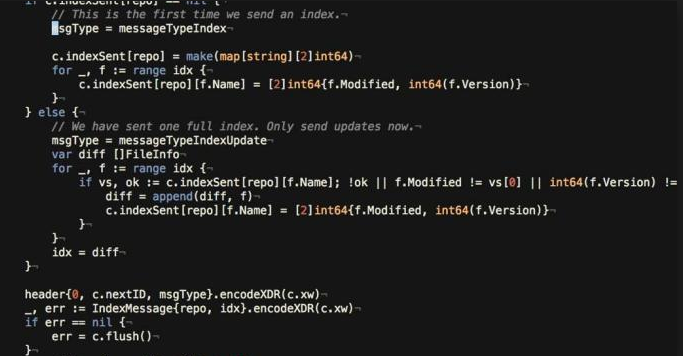 if c.indexSent[repo] == nil {¬
// This is the first time we send an index.¬
msgType = messageTypeIndex¬
c.indexSent[repo] = make(map[string][2]int64)¬
for _, f := range idx {¬
c.indexSent[repo][f.Name] = [2]int64{f.Modified, int64(f.Version)}¬
}¬
} else {¬
// We have sent one full index. Only send updates now.¬
msgType = messageTypeIndexUpdate¬
var diff []FileInfo¬
for _, f := range idx {¬
if vs, ok := c.indexSent[repo][f.Name]; !ok || f.Modified != vs[0] || int64(f.Version) !=
diff = append(diff, f)¬
c.indexSent[repo][f.Name] = [2]int64{f.Modified, int64(f.Version)}¬
}¬
}¬
idx = diff¬
}¬
header{0, c.nextID, msgType}.encodeXDR(c.xw)¬
_, err := IndexMessage{repo, idx}.encodeXDR(c.xw)¬
if err == nil {¬
err = c.flush()¬
}¬